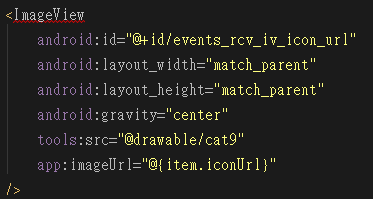 <ImageView
android:id="@+id/events_rcv_iv_icon_url"
android:layout_width="match_parent"
android:layout_height="match_parent"
android:gravity="center"
tools:src="@drawable/cat9"
app:imageUrl="@{item.iconUrl}"
/>